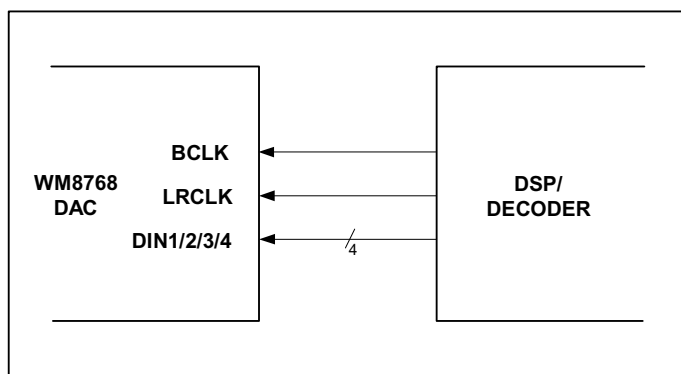 BCLK
WM8768
DAC
LRCLK
DIN1/2/3/4
4
DSP/
DECODER